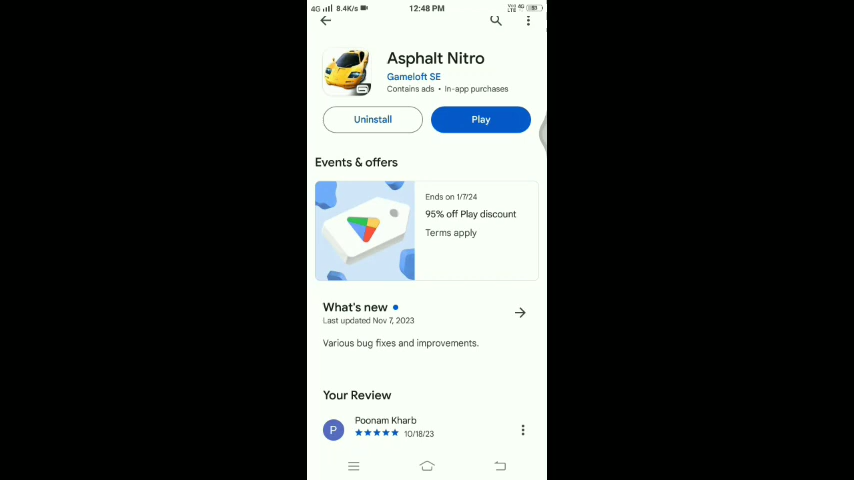 4G 8.4K/s 12:48 PM 4G
Asphalt Nitro
Gameloft SE
Contains ads • In-app purchases
Uninstall Play
Events & offers
Ends on 1/7/24
95% off Play discount
Terms apply
What's new
Last updated Nov 7, 2023
Various bug fixes and improvements.
Your Review
P
Poonam Kharb
10/18/23